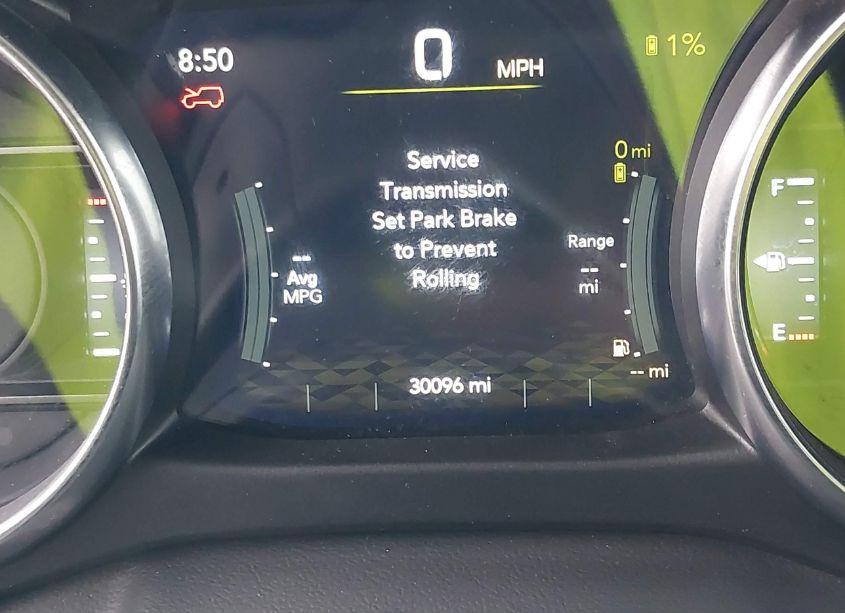 8:50
0
MPH
1%
Service
Transmission
Set Park Brake
to Prevent
Rolling
0 mi
--
Avg
MPG
Range
--
mi
F
E
-- mi
30096 mi